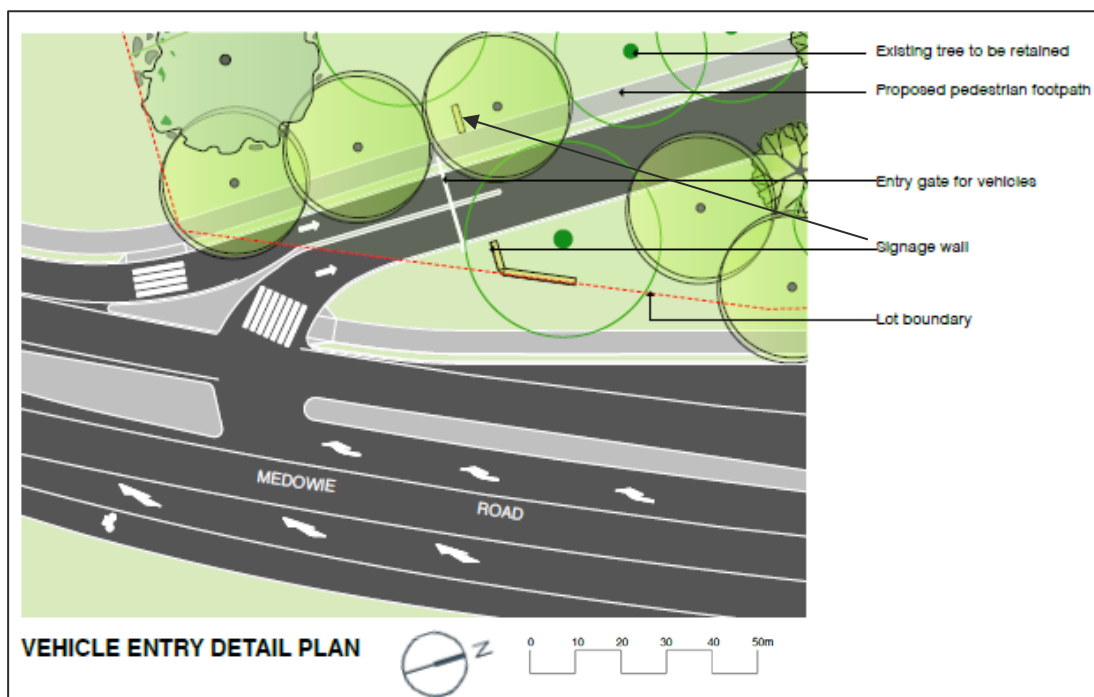 Existing tree to be retained
Proposed pedestrian footpath
Entry gate for vehicles
Signage wall
Lot boundary
MEDOWIE ROAD
VEHICLE ENTRY DETAIL PLAN
N
0 10 20 30 40 50m